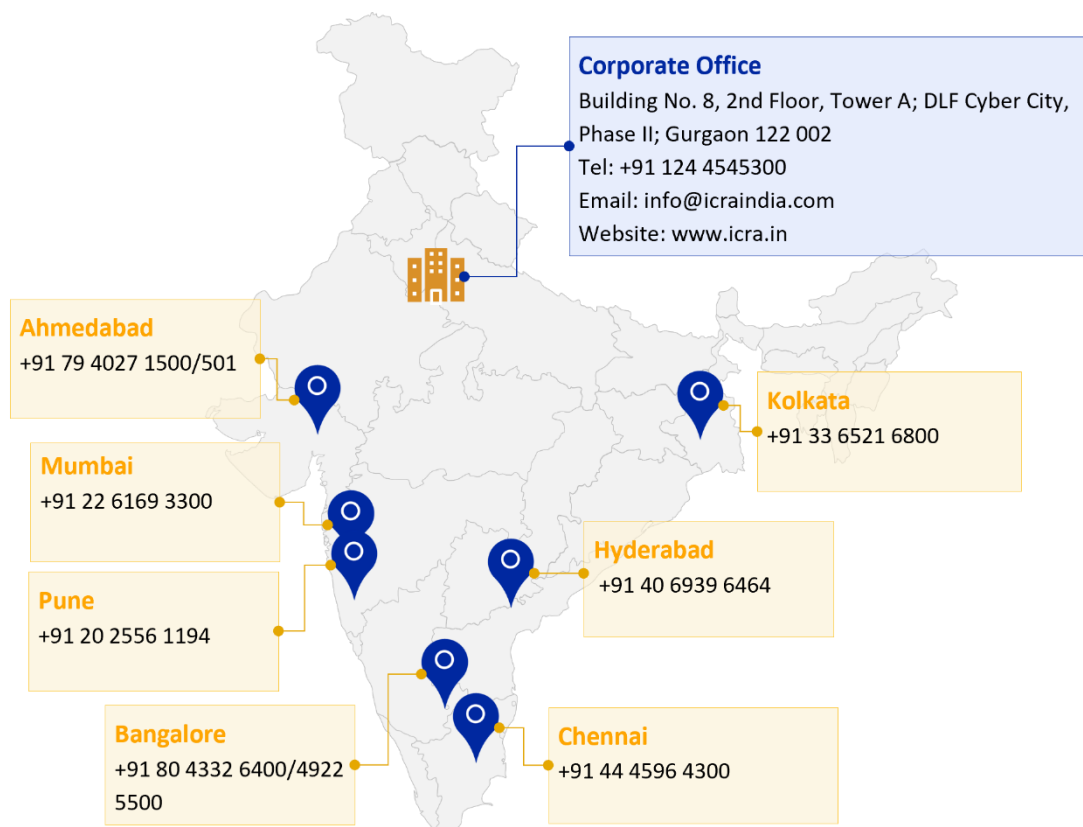 Corporate Office
Building No. 8, 2nd Floor, Tower A; DLF Cyber City,
Phase II; Gurgaon 122 002
Tel: +91 124 4545300
Email: info@icraindia.com
Website: www.icra.in
Ahmedabad
+91 79 4027 1500/501
Kolkata
+91 33 6521 6800
Mumbai
+91 22 6169 3300
Hyderabad
+91 40 6939 6464
Pune
+91 20 2556 1194
Bangalore
+91 80 4332 6400/4922
5500
Chennai
+91 44 4596 4300